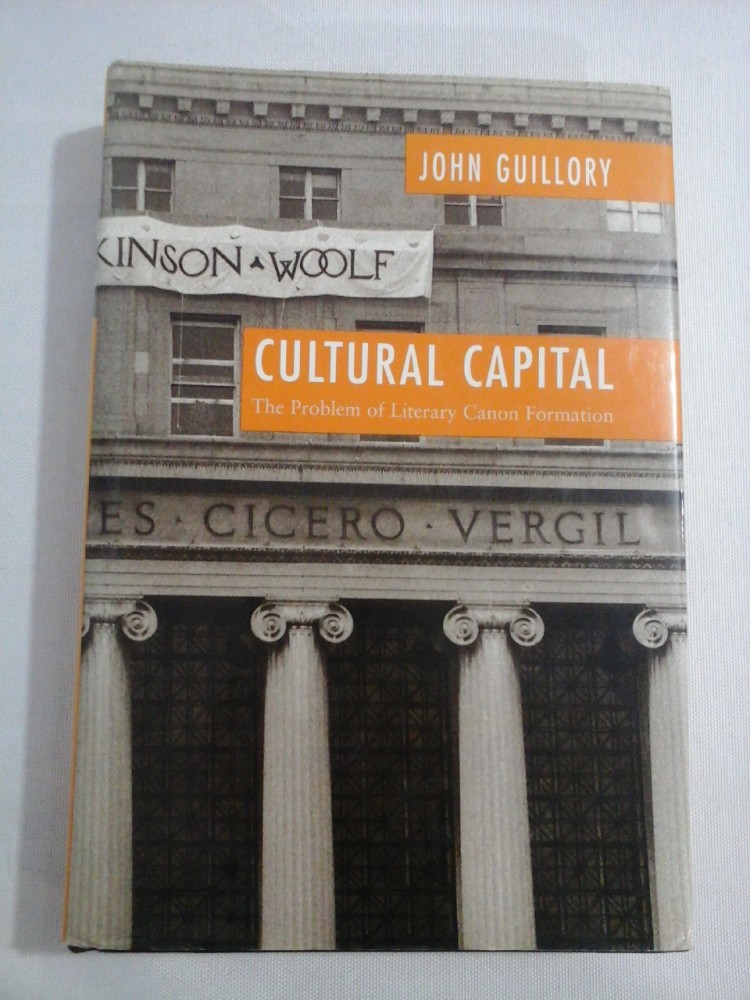 JOHN GUILLORY
KINSON ▲ WOOLF
CULTURAL CAPITAL
The Problem of Literary Canon Formation
ES · CICERO · VERGIL